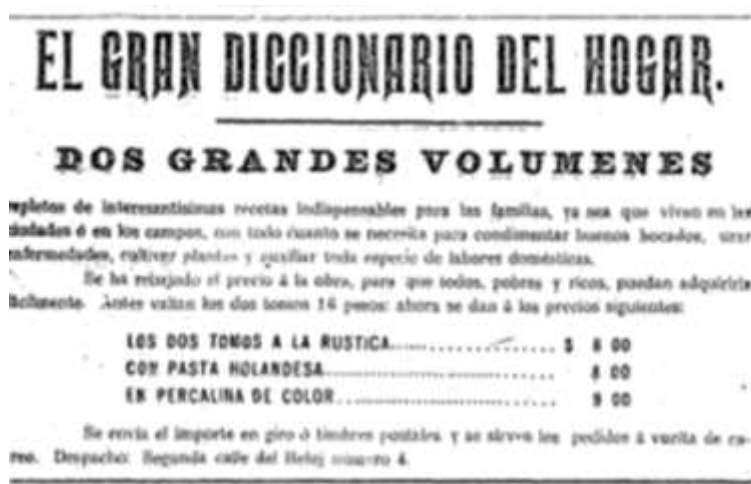 EL GRAN DICCIONARIO DEL HOGAR.
DOS GRANDES VOLUMENES
repletos de interesantísimas recetas indispensables para las familias, ya sea que vivan en las
ciudades ó en los campos, con todo cuanto se necesita para condimentar buenos bocados, curar
enfermedades, cultivar plantas y auxiliar toda especie de labores domésticas.
Se ha rebajado el precio á la obra, para que todos, pobres y ricos, puedan adquirirla
fácilmente. Antes valían los dos tomos 16 pesos: ahora se dan á los precios siguientes:
LOS DOS TOMOS A LA RUSTICA................................ $ 6 00
CON PASTA HOLANDESA............................................. 8 00
EN PERCALINA DE COLOR.......................................... 9 00
Se envía el importe en giro ó timbres postales y se sirven los pedidos á vuelta de co-
rreo. Despacho: Segunda calle del Reloj número 4.